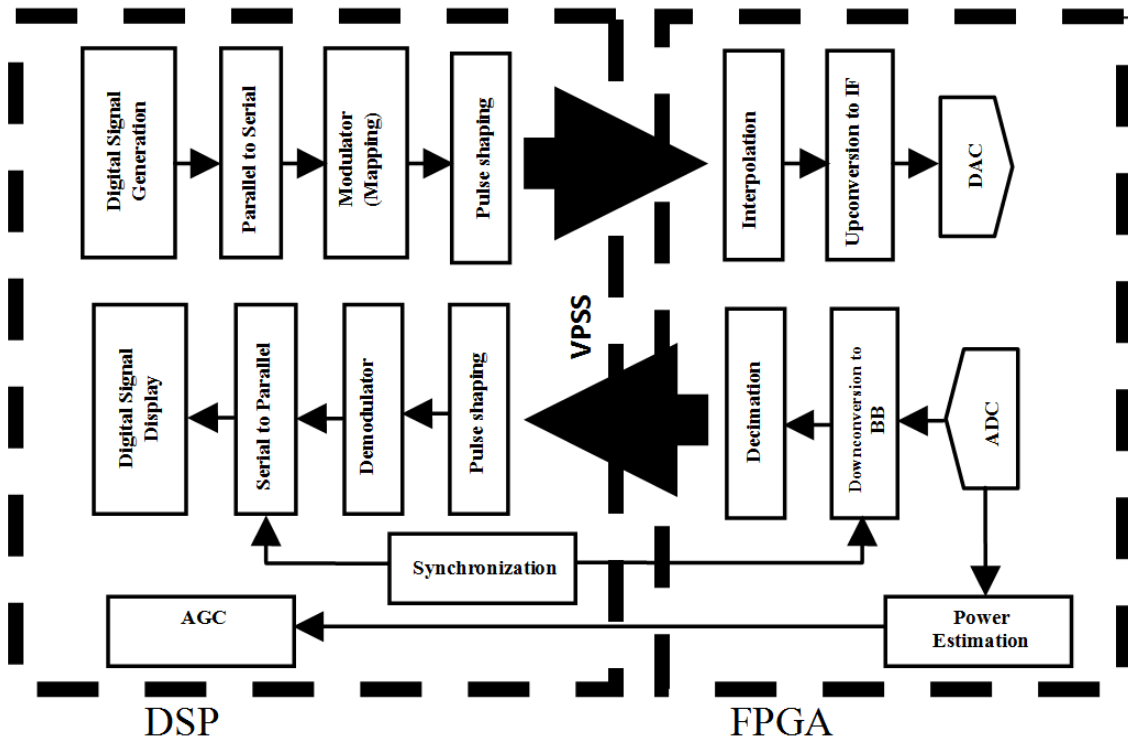 Digital Signal
Generation
Parallel to Serial
Modulator
(Mapping)
Pulse shaping
Interpolation
Upconversion to IF
DAC
VPSS
Digital Signal
Display
Serial to Parallel
Demodulator
Pulse shaping
Decimation
Downconversion to
BB
ADC
Synchronization
AGC
Power
Estimation
DSP
FPGA